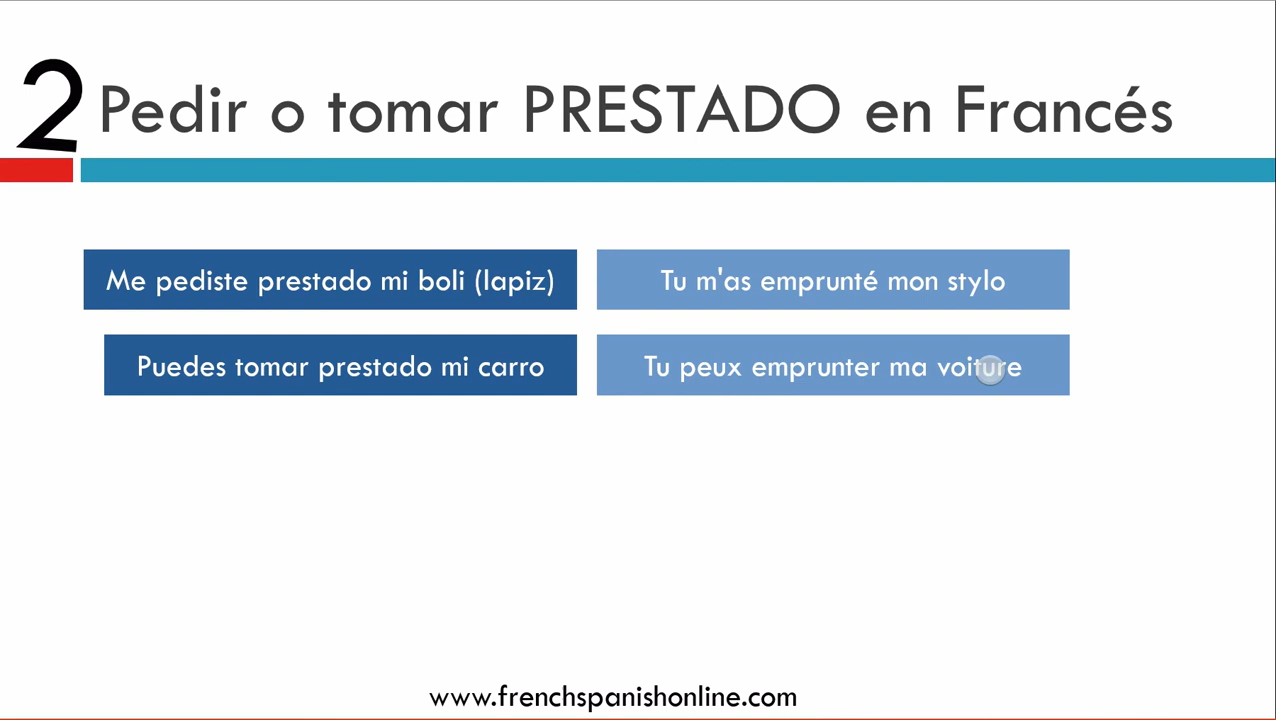 2 Pedir o tomar PRESTADO en Francés
Me pediste prestado mi boli (lapiz)
Tu m'as emprunté mon stylo
Puedes tomar prestado mi carro
Tu peux emprunter ma voiture
www.frenchspanishonline.com